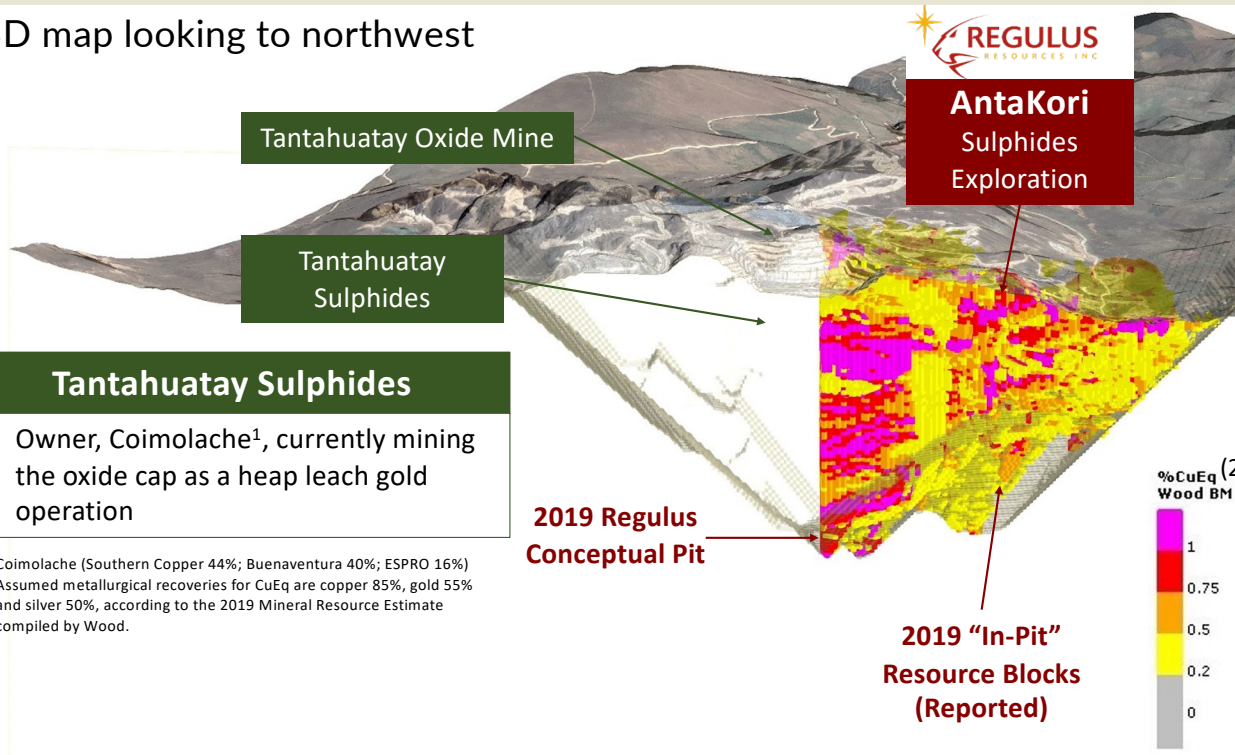 D map looking to northwest
REGULUS
RESOURCES INC
AntaKori
Sulphides
Exploration
Tantahuatay Oxide Mine
Tantahuatay
Sulphides
Tantahuatay Sulphides
Owner, Coimolache¹, currently mining
the oxide cap as a heap leach gold
operation
Coimolache (Southern Copper 44%; Buenaventura 40%; ESPRO 16%)
Assumed metallurgical recoveries for CuEq are copper 85%, gold 55%
and silver 50%, according to the 2019 Mineral Resource Estimate
compiled by Wood.
2019 Regulus
Conceptual Pit
2019 “In-Pit”
Resource Blocks
(Reported)
%CuEq (2
Wood BM
1
0.75
0.5
0.2
0